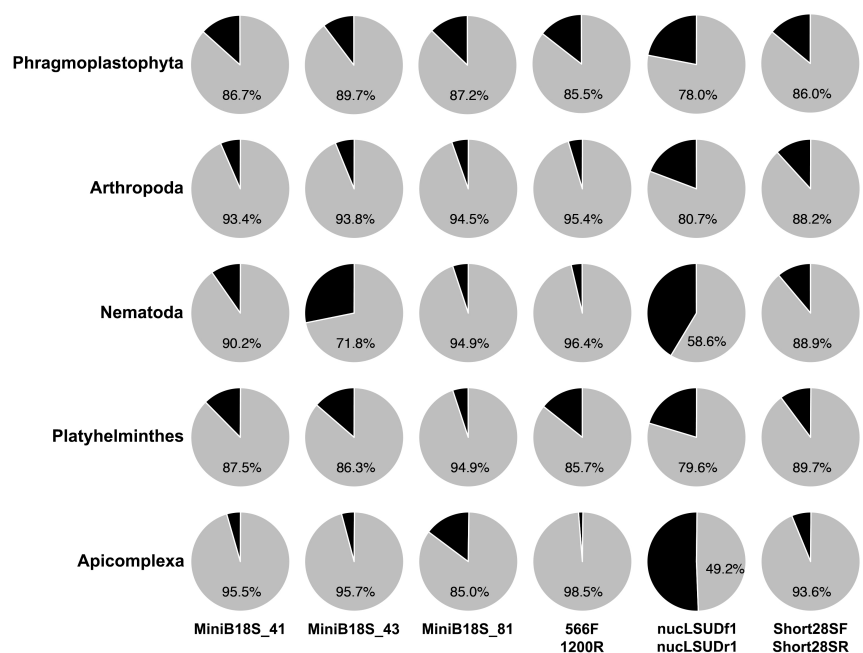 Phragmoplastophyta
86.7% 89.7% 87.2% 85.5% 78.0% 86.0%
Arthropoda
93.4% 93.8% 94.5% 95.4% 80.7% 88.2%
Nematoda
90.2% 71.8% 94.9% 96.4% 58.6% 88.9%
Platyhelminthes
87.5% 86.3% 94.9% 85.7% 79.6% 89.7%
Apicomplexa
95.5% 95.7% 85.0% 98.5% 49.2% 93.6%
MiniB18S_41 MiniB18S_43 MiniB18S_81 566F nucLSUDf1 Short28SF
1200R nucLSUDr1 Short28SR